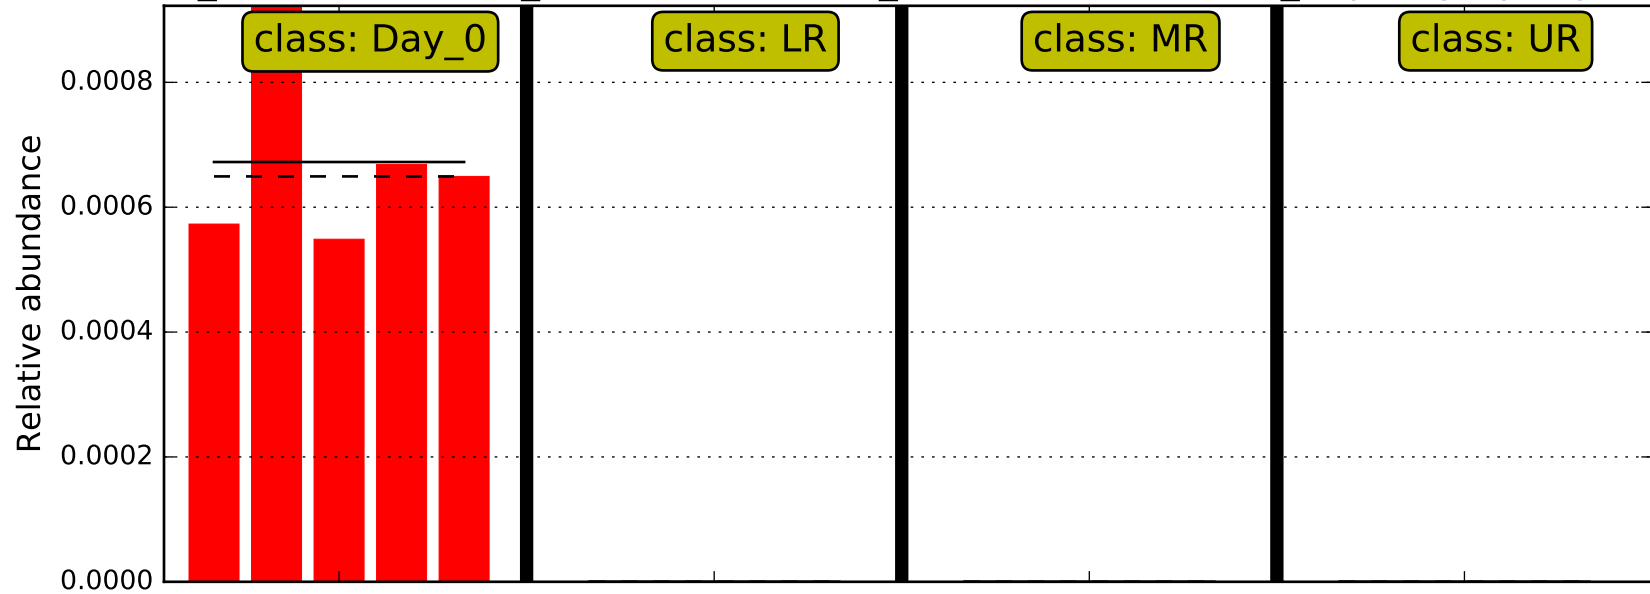 class: Day_0
class: LR
class: MR
class: UR
Relative abundance
0.0008
0.0006
0.0004
0.0002
0.0000